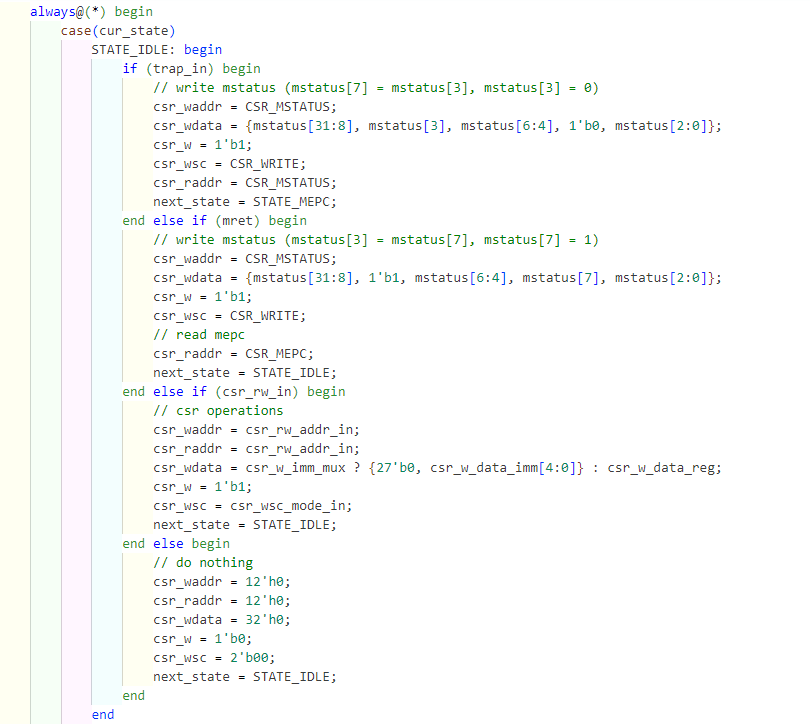 always@(*) begin
case(cur_state)
STATE_IDLE: begin
if (trap_in) begin
// write mstatus (mstatus[7] = mstatus[3], mstatus[3] = 0)
csr_waddr = CSR_MSTATUS;
csr_wdata = {mstatus[31:8], mstatus[3], mstatus[6:4], 1'b0, mstatus[2:0]};
csr_w = 1'b1;
csr_wsc = CSR_WRITE;
csr_raddr = CSR_MSTATUS;
next_state = STATE_MEPC;
end else if (mret) begin
// write mstatus (mstatus[3] = mstatus[7], mstatus[7] = 1)
csr_waddr = CSR_MSTATUS;
csr_wdata = {mstatus[31:8], 1'b1, mstatus[6:4], mstatus[7], mstatus[2:0]};
csr_w = 1'b1;
csr_wsc = CSR_WRITE;
// read mepc
csr_raddr = CSR_MEPC;
next_state = STATE_IDLE;
end else if (csr_rw_in) begin
// csr operations
csr_waddr = csr_rw_addr_in;
csr_raddr = csr_rw_addr_in;
csr_wdata = csr_w_imm_mux ? {27'b0, csr_w_data_imm[4:0]} : csr_w_data_reg;
csr_w = 1'b1;
csr_wsc = csr_wsc_mode_in;
next_state = STATE_IDLE;
end else begin
// do nothing
csr_waddr = 12'h0;
csr_raddr = 12'h0;
csr_wdata = 32'h0;
csr_w = 1'b0;
csr_wsc = 2'b00;
next_state = STATE_IDLE;
end
end